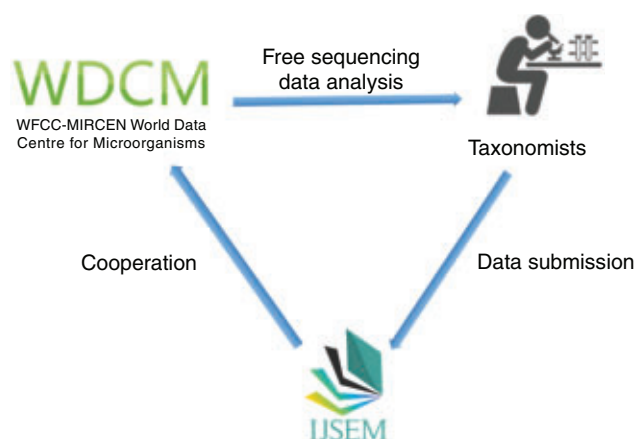 Free sequencing
data analysis
WDCM
WFCC-MIRCEN World Data
Centre for Microorganisms
Taxonomists
Cooperation
Data submission
IJSEM